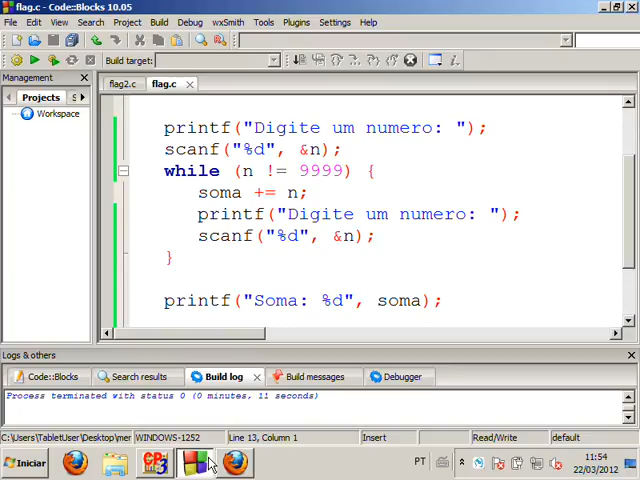 flag.c - Code::Blocks 10.05
File View Search Project Build Debug wxSmith Tools Plugins Settings Help
Build target:
Management
Projects S
Workspace
flag2.c flag.c
printf("Digite um numero: ");
scanf("%d", &n);
while (n != 9999) {
soma += n;
printf("Digite um numero: ");
scanf("%d", &n);
}
printf("Soma: %d", soma);
Logs & others
Code::Blocks Search results Build log Build messages Debugger
Process terminated with status 0 (0 minutes, 11 seconds)
C:\Users\TabletUser\Desktop\mer WINDOWS-1252 Line 13, Column 1 Insert Read/Write default
Iniciar PT 11:54
22/03/2012